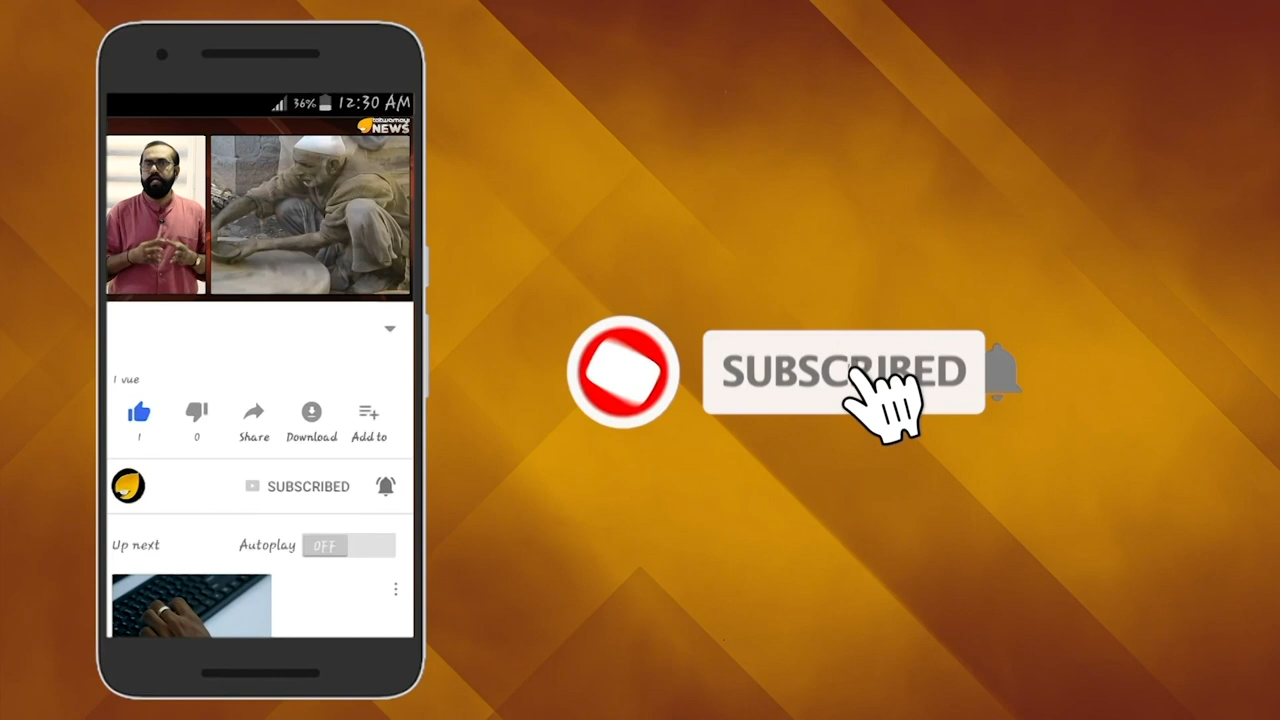 36% 12:30 AM
tatwamayi
NEWS
1 vue
1
0
Share
Download
Add to
SUBSCRIBED
Up next
Autoplay
OFF
SUBSCRIBED